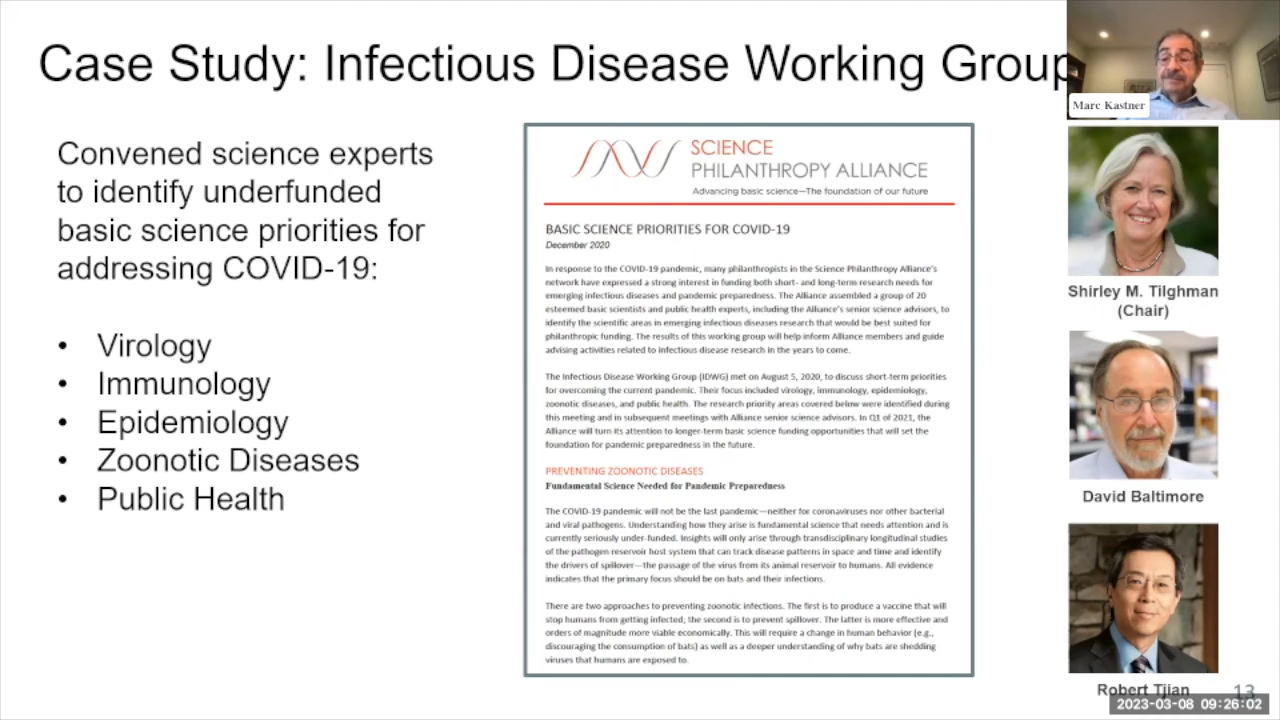 Case Study: Infectious Disease Working Group
Marc Kastner
Convened science experts
to identify underfunded
basic science priorities for
addressing COVID-19:
• Virology
• Immunology
• Epidemiology
• Zoonotic Diseases
• Public Health
SCIENCE
PHILANTHROPY ALLIANCE
Advancing basic science—The foundation of our future
BASIC SCIENCE PRIORITIES FOR COVID-19
December 2020
In response to the COVID-19 pandemic, many philanthropists in the Science Philanthropy Alliance's
network have expressed a strong interest in funding both short- and long-term research needs for
emerging infectious diseases and pandemic preparedness. The Alliance assembled a group of 20
esteemed basic scientists and public health experts, including the Alliance's senior science advisors, to
identify the scientific areas in emerging infectious diseases research that would be best suited for
philanthropic funding. The results of this working group will help inform Alliance members and guide
advising activities related to infectious disease research in the years to come.
The Infectious Disease Working Group (IDWG) met on August 5, 2020, to discuss short-term priorities
for overcoming the current pandemic. Their focus included virology, immunology, epidemiology,
zoonotic diseases, and public health. The research priority areas covered below were identified during
this meeting and in subsequent meetings with Alliance senior science advisors. In Q1 of 2021, the
Alliance will turn its attention to longer-term basic science funding opportunities that will set the
foundation for pandemic preparedness in the future.
PREVENTING ZOONOTIC DISEASES
Fundamental Science Needed for Pandemic Preparedness
The COVID-19 pandemic will not be the last pandemic—neither for coronaviruses nor other bacterial
and viral pathogens. Understanding how they arise is fundamental science that needs attention and is
currently seriously under-funded. Insights will only arise through transdisciplinary longitudinal studies
of the pathogen reservoir host system that can track disease patterns in space and time and identify
the drivers of spillover—the passage of the virus from its animal reservoir to humans. All evidence
indicates that the primary focus should be on bats and their infections.
There are two approaches to preventing zoonotic infections. The first is to produce a vaccine that will
stop humans from getting infected; the second is to prevent spillover. The latter is more effective and
orders of magnitude more viable economically. This will require a change in human behavior (e.g.,
discouraging the consumption of bats) as well as a deeper understanding of why bats are shedding
viruses that humans are exposed to.
Shirley M. Tilghman
(Chair)
David Baltimore
Robert Tjian
13
2023-03-08 09:26:02